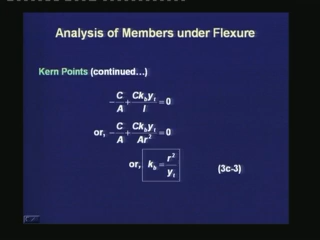 Analysis of Members under Flexure
Kern Points (continued...)
-C/A + Ck_b y_t/I = 0
or, -C/A + Ck_b y_t/Ar² = 0
or, k_b = r²/y_t (3c-3)